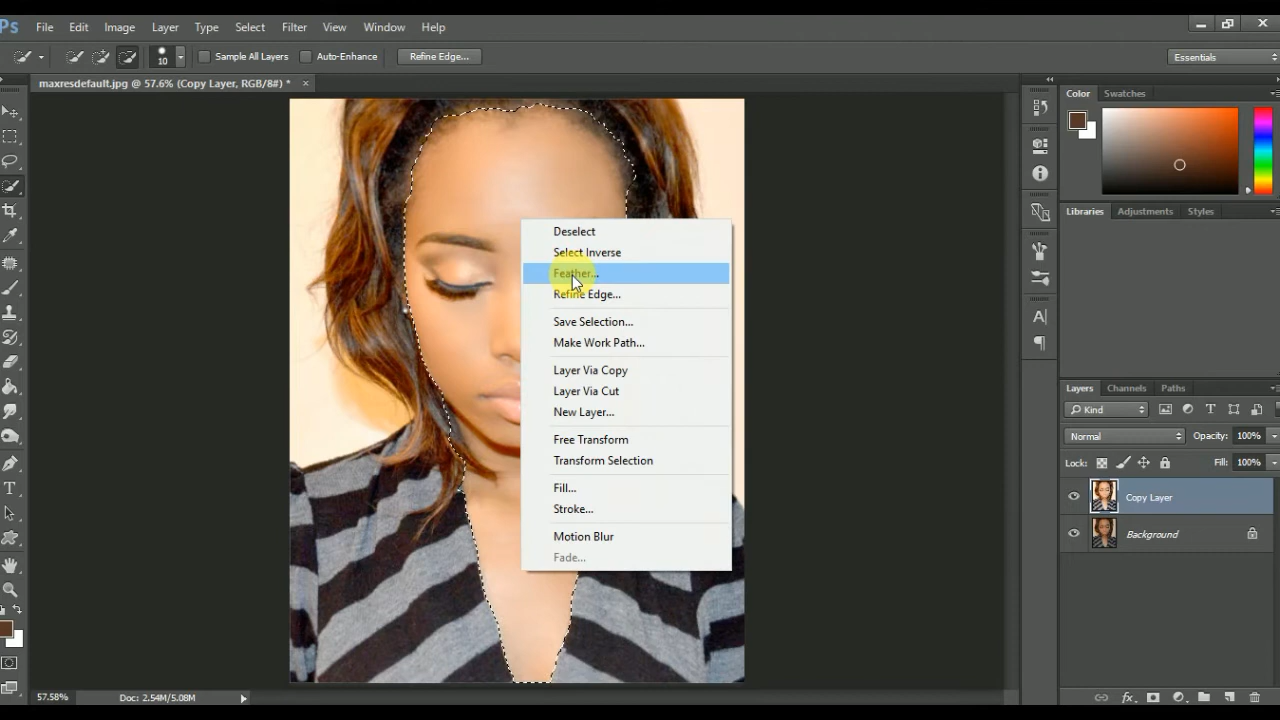 Ps File Edit Image Layer Type Select Filter View Window Help
10 Sample All Layers Auto-Enhance Refine Edge... Essentials
maxresdefault.jpg @ 57.6% (Copy Layer, RGB/8#) * ×
Color Swatches
Libraries Adjustments Styles
Deselect
Select Inverse
Feather...
Refine Edge...
Save Selection...
Make Work Path...
Layer Via Copy
Layer Via Cut
New Layer...
Free Transform
Transform Selection
Fill...
Stroke...
Motion Blur
Fade...
Layers Channels Paths
Kind
Normal Opacity: 100%
Lock: Fill: 100%
Copy Layer
Background
57.58% Doc: 2.54M/5.08M